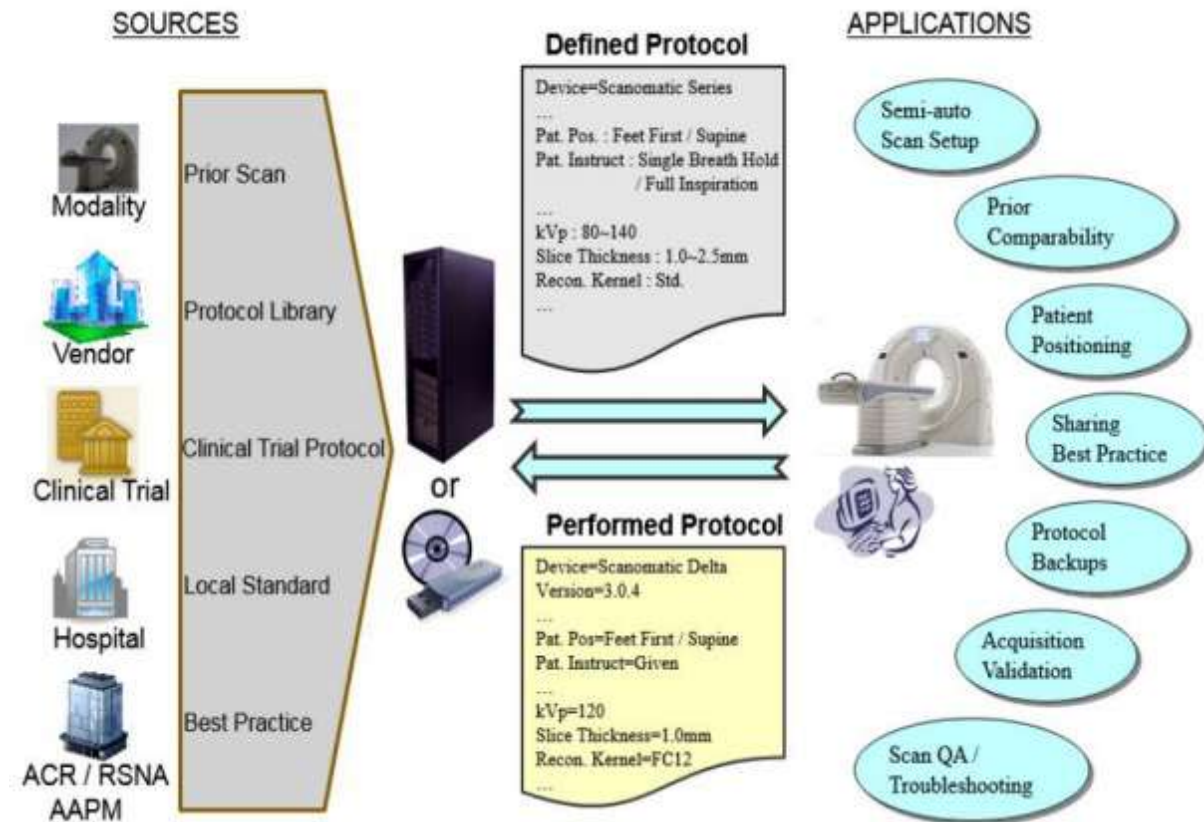 SOURCES
APPLICATIONS
Modality
Vendor
Clinical Trial
Hospital
ACR / RSNA
AAPM
Prior Scan
Protocol Library
Clinical Trial Protocol
Local Standard
Best Practice
or
Defined Protocol
Device=Scanomatic Series
...
Pat. Pos. : Feet First / Supine
Pat. Instruct : Single Breath Hold
/ Full Inspiration
...
kVp : 80~140
Slice Thickness : 1.0~2.5mm
Recon. Kernel : Std.
...
Performed Protocol
Device=Scanomatic Delta
Version=3.0.4
...
Pat. Pos=Feet First / Supine
Pat. Instruct=Given
...
kVp=120
Slice Thickness=1.0mm
Recon. Kernel=FC12
...
Semi-auto
Scan Setup
Prior
Comparability
Patient
Positioning
Sharing
Best Practice
Protocol
Backups
Acquisition
Validation
Scan QA /
Troubleshooting